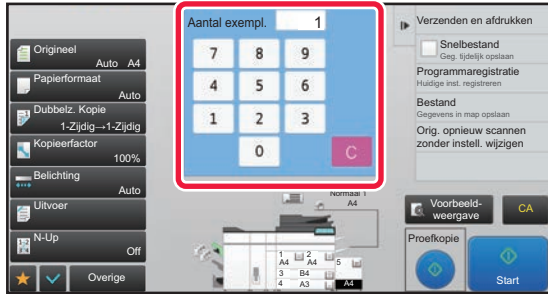 Aantal exempl. 1
7 8 9
4 5 6
1 2 3
0 C
Origineel
Auto A4
Papierformaat
Auto
Dubbelz. Kopie
1-Zijdig→1-Zijdig
Kopieerfactor
100%
Belichting
Auto
Uitvoer
N-Up
Off
Overige
Normaal 1
A4
1 A4 2 A4
3 B4
4 A3
5
A4
Verzenden en afdrukken
Snelbestand
Geg. tijdelijk opslaan
Programmaregistratie
Huidige inst. registreren
Bestand
Gegevens in map opslaan
Orig. opnieuw scannen
zonder instell. wijzigen
Voorbeeld-
weergave
CA
Proefkopie
Start